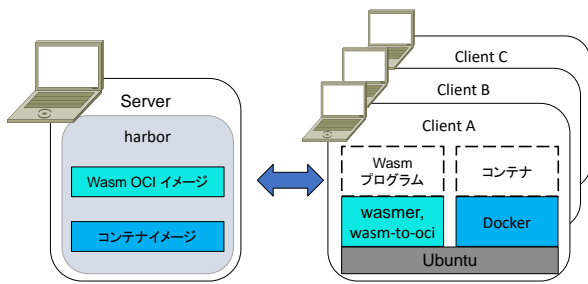 Server
harbor
Wasm OCI イメージ
コンテナイメージ
Client C
Client B
Client A
Wasm
プログラム
コンテナ
wasmer,
wasm-to-oci
Docker
Ubuntu